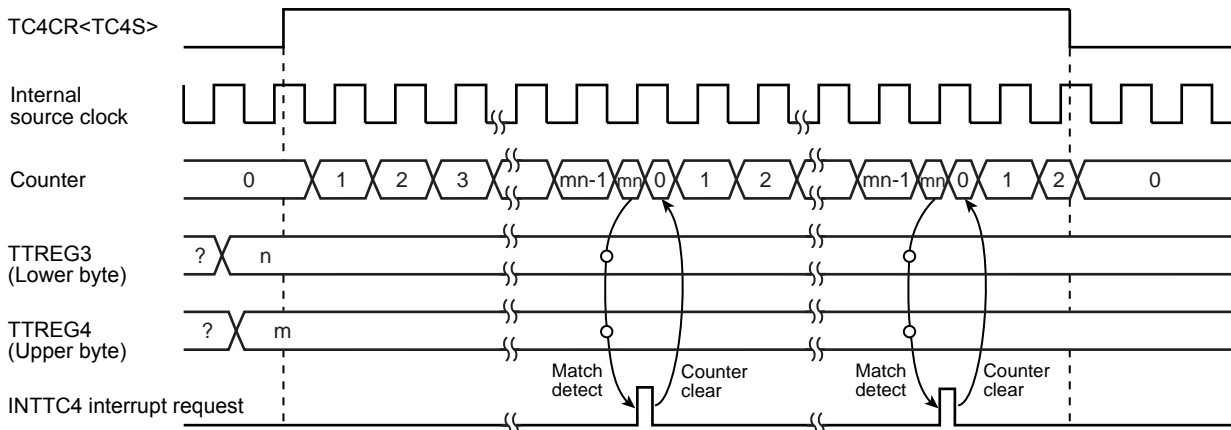 TC4CR<TC4S>
Internal
source clock
Counter
0 1 2 3 mn-1 mn 0 1 2 mn-1 mn 0 1 2 0
TTREG3
(Lower byte)
? n
TTREG4
(Upper byte)
? m
Match
detect
Counter
clear
Match
detect
Counter
clear
INTTC4 interrupt request